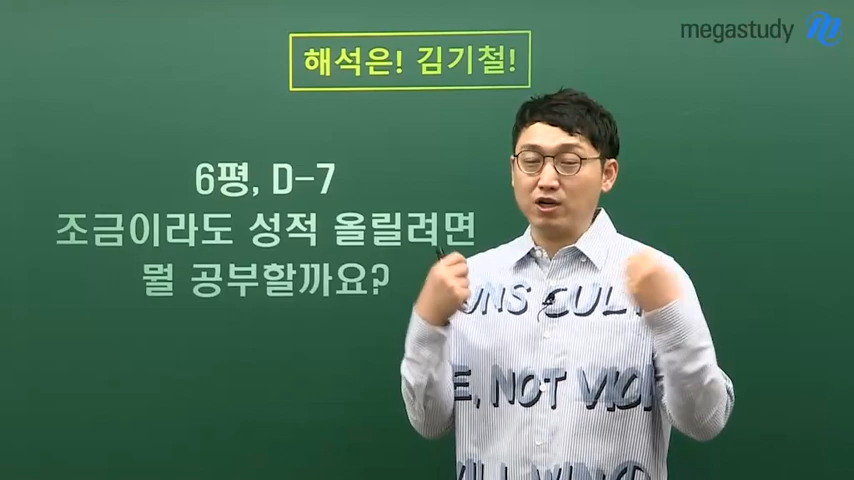 megastudy
해석은! 김기철!
6평, D-7
조금이라도 성적 올릴려면
뭘 공부할까요?
NOT